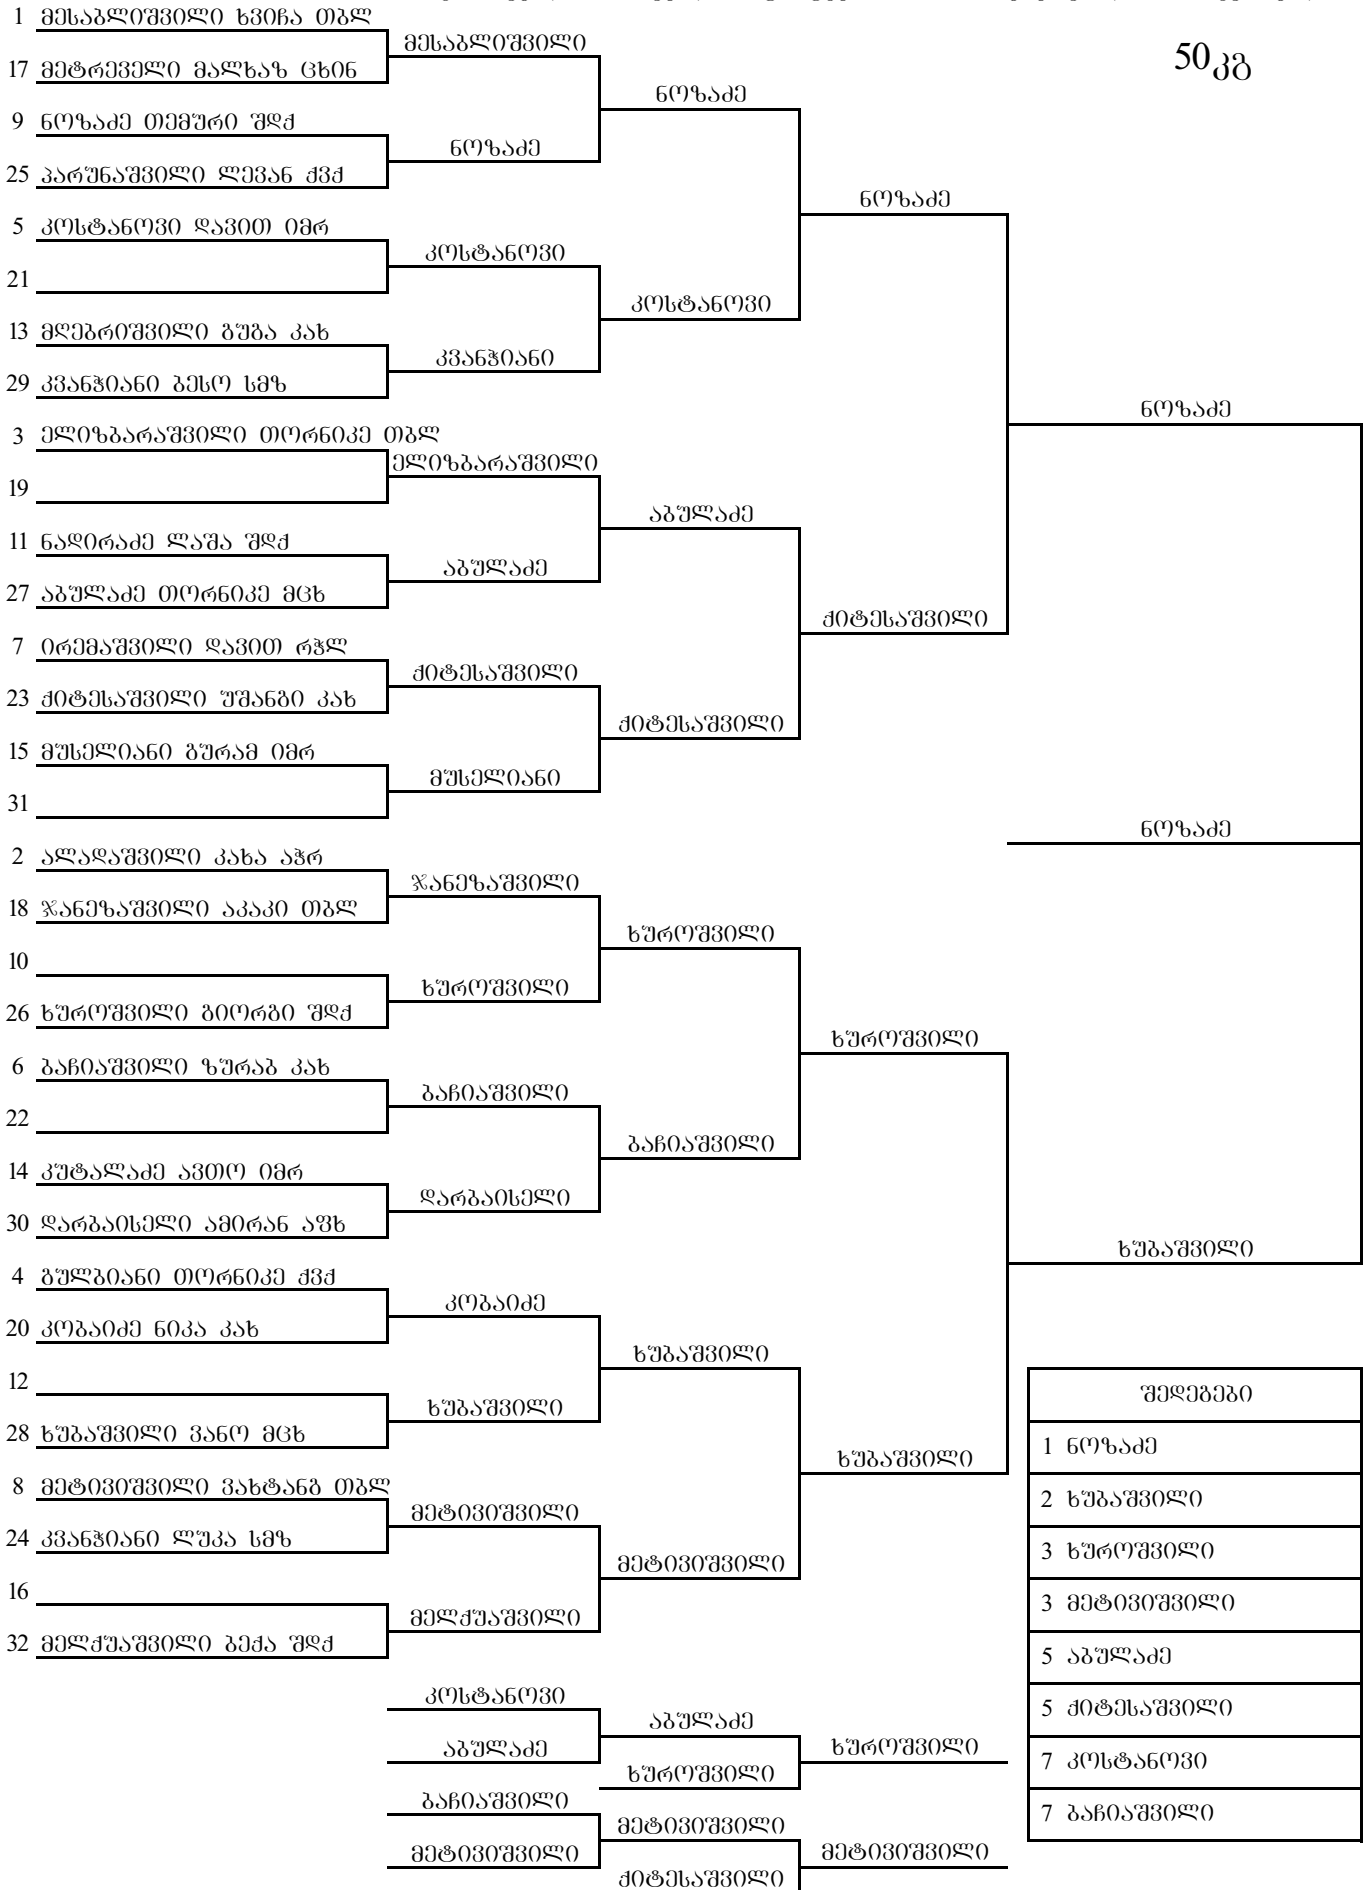 50კგ
1 მესაბლიშვილი ხვიჩა თბლ
მესაბლიშვილი
17 მეტრეველი მალხაზ ცხინ
ნოზაძე
9 ნოზაძე თემური შდქ
ნოზაძე
25 პარუნაშვილი ლევან ქვქ
ნოზაძე
5 კოსტანოვი დავით იმრ
კოსტანოვი
21
კოსტანოვი
13 მღებრიშვილი გუგა კახ
კვანჭიანი
29 კვანჭიანი ბესო სმზ
ნოზაძე
3 ელიზბარაშვილი თორნიკე თბლ
ელიზბარაშვილი
19
აბულაძე
11 ნადირაძე ლაშა შდქ
აბულაძე
27 აბულაძე თორნიკე მცხ
ქიტესაშვილი
7 ირემაშვილი დავით რჭლ
ქიტესაშვილი
23 ქიტესაშვილი უშანგი კახ
ქიტესაშვილი
15 მუსელიანი გურამ იმრ
მუსელიანი
31
ნოზაძე
2 ალადაშვილი კახა აჭრ
ჯანეზაშვილი
18 ჯანეზაშვილი აკაკი თბლ
ხუროშვილი
10
ხუროშვილი
26 ხუროშვილი გიორგი შდქ
ხუროშვილი
6 ბაჩიაშვილი ზურაბ კახ
ბაჩიაშვილი
22
ბაჩიაშვილი
14 კუტალაძე ავთო იმრ
დარბაისელი
30 დარბაისელი ამირან აფხ
ხუბაშვილი
4 გულბიანი თორნიკე ქვქ
კობაიძე
20 კობაიძე ნიკა კახ
ხუბაშვილი
12
ხუბაშვილი
28 ხუბაშვილი ვანო მცხ
ხუბაშვილი
8 მეტივიშვილი ვახტანგ თბლ
მეტივიშვილი
24 კვანჭიანი ლუკა სმზ
მეტივიშვილი
16
მელქუაშვილი
32 მელქუაშვილი ბექა შდქ
შედეგები
1 ნოზაძე
2 ხუბაშვილი
3 ხუროშვილი
3 მეტივიშვილი
5 აბულაძე
5 ქიტესაშვილი
7 კოსტანოვი
7 ბაჩიაშვილი
კოსტანოვი
აბულაძე
აბულაძე
ხუროშვილი
ხუროშვილი
ბაჩიაშვილი
მეტივიშვილი
მეტივიშვილი
მეტივიშვილი
ქიტესაშვილი